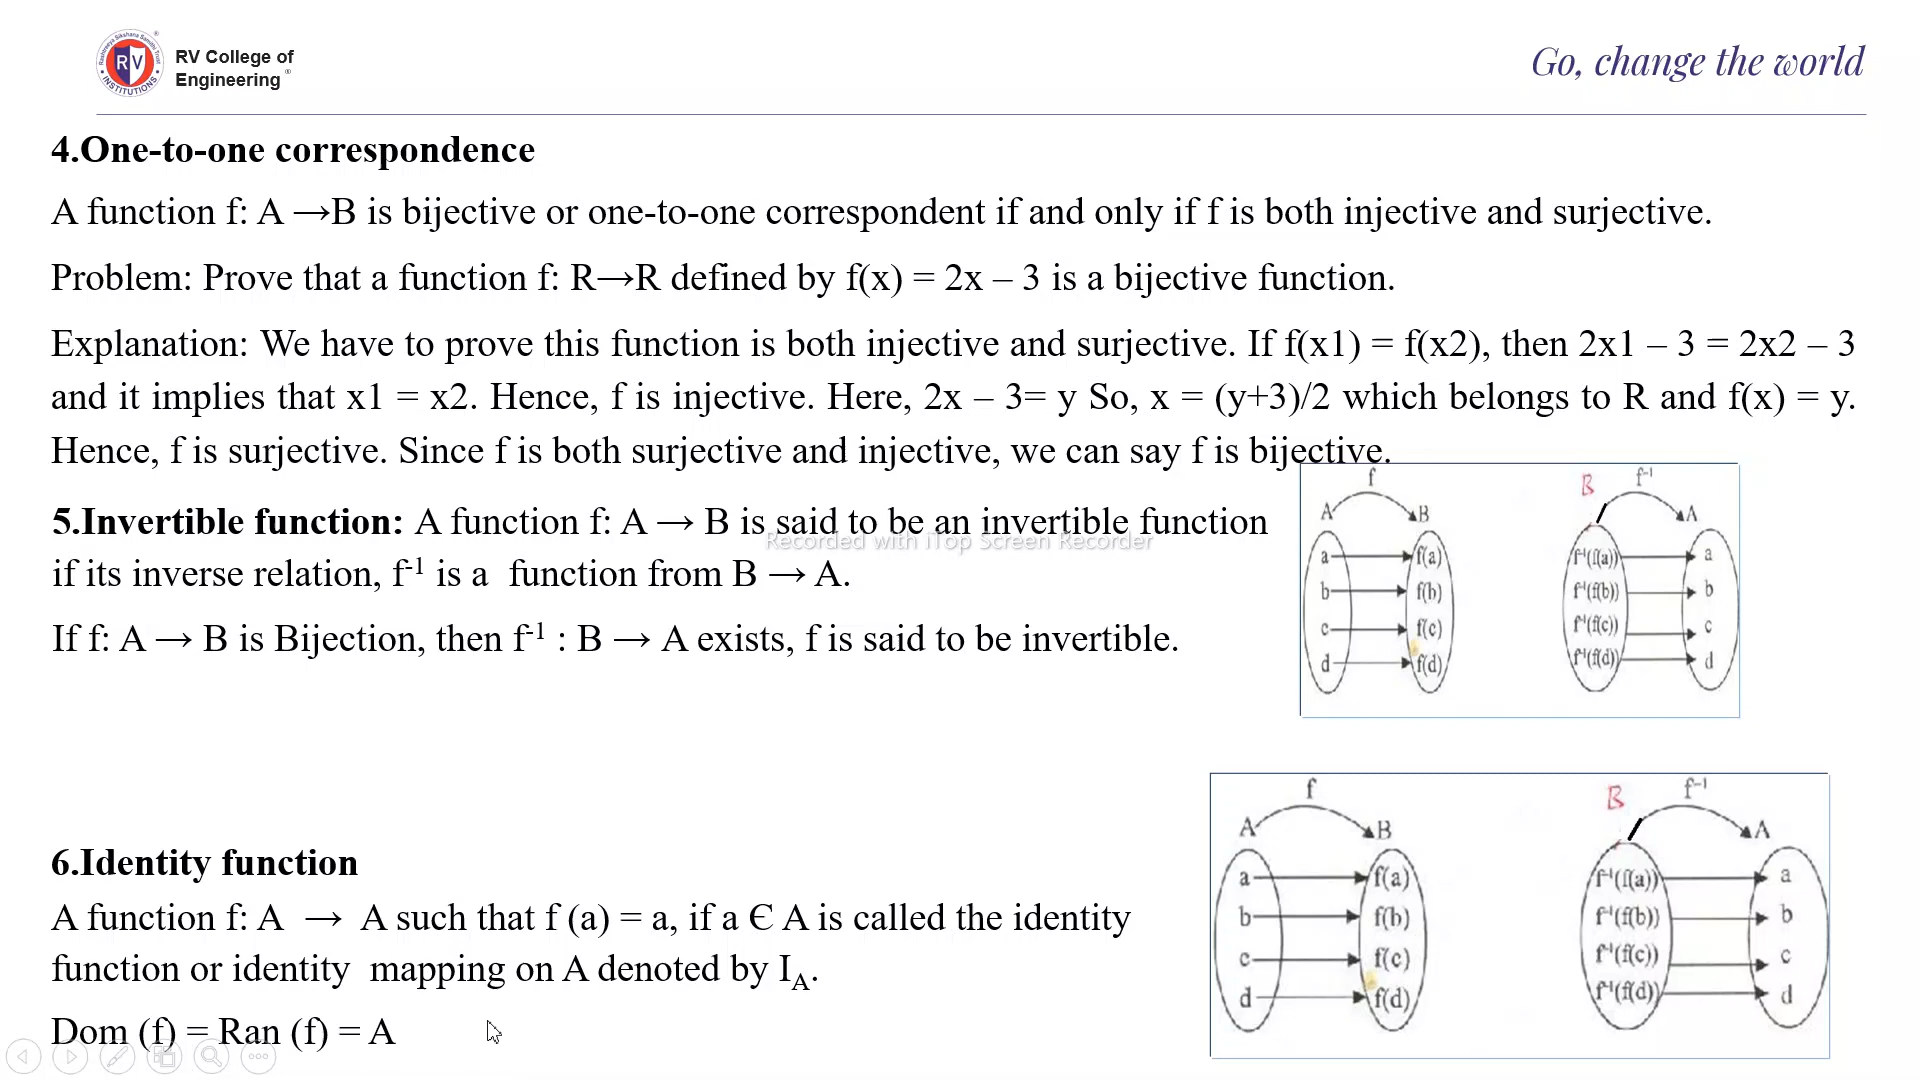 RV
INSTITUTIONS
RV College of
Engineering ®
Go, change the world
4.One-to-one correspondence
A function f: A →B is bijective or one-to-one correspondent if and only if f is both injective and surjective.
Problem: Prove that a function f: R→R defined by f(x) = 2x – 3 is a bijective function.
Explanation: We have to prove this function is both injective and surjective. If f(x1) = f(x2), then 2x1 – 3 = 2x2 – 3
and it implies that x1 = x2. Hence, f is injective. Here, 2x – 3= y So, x = (y+3)/2 which belongs to R and f(x) = y.
Hence, f is surjective. Since f is both surjective and injective, we can say f is bijective.
5.Invertible function: A function f: A → B is said to be an invertible function
if its inverse relation, f⁻¹ is a function from B → A.
If f: A → B is Bijection, then f⁻¹ : B → A exists, f is said to be invertible.
Recorded with iTop Screen Recorder
f B f⁻¹
A B A
a f(a) f⁻¹(f(a)) a
b f(b) f⁻¹(f(b)) b
c f(c) f⁻¹(f(c)) c
d f(d) f⁻¹(f(d)) d
6.Identity function
A function f: A → A such that f (a) = a, if a Є A is called the identity
function or identity mapping on A denoted by I_A.
Dom (f) = Ran (f) = A
f B f⁻¹
A B A
a f(a) f⁻¹(f(a)) a
b f(b) f⁻¹(f(b)) b
c f(c) f⁻¹(f(c)) c
d f(d) f⁻¹(f(d)) d